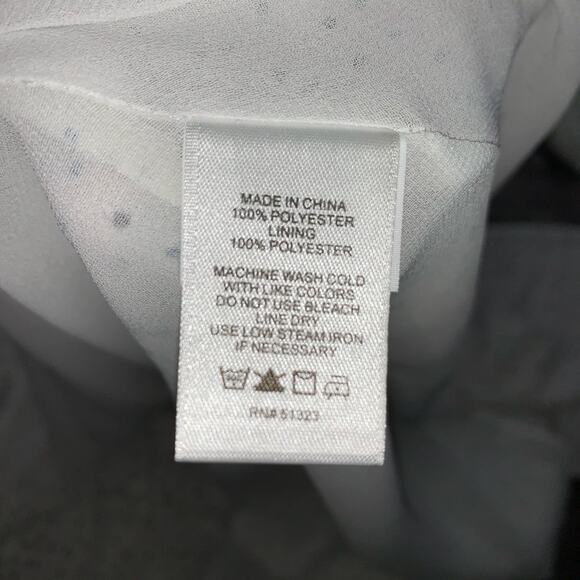 MADE IN CHINA
100% POLYESTER
LINING
100% POLYESTER
MACHINE WASH COLD
WITH LIKE COLORS
DO NOT USE BLEACH
LINE DRY
USE LOW STEAM IRON
IF NECESSARY
RN# 51323